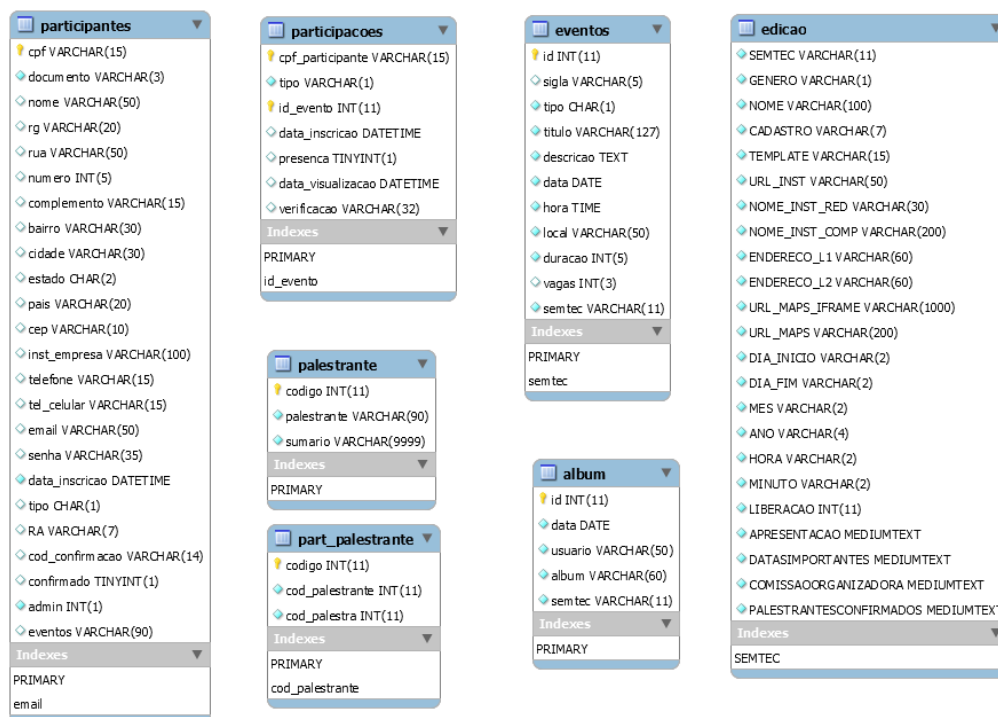 participantes
cpf VARCHAR(15)
documento VARCHAR(3)
nome VARCHAR(50)
rg VARCHAR(20)
rua VARCHAR(50)
numero INT(5)
complemento VARCHAR(15)
bairro VARCHAR(30)
cidade VARCHAR(30)
estado CHAR(2)
pais VARCHAR(20)
cep VARCHAR(10)
inst_empresa VARCHAR(100)
telefone VARCHAR(15)
tel_celular VARCHAR(15)
email VARCHAR(50)
senha VARCHAR(35)
data_inscricao DATETIME
tipo CHAR(1)
RA VARCHAR(7)
cod_confirmacao VARCHAR(14)
confirmado TINYINT(1)
admin INT(1)
eventos VARCHAR(90)
Indexes
PRIMARY
email
participacoes
cpf_participante VARCHAR(15)
tipo VARCHAR(1)
id_evento INT(11)
data_inscricao DATETIME
presenca TINYINT(1)
data_visualizacao DATETIME
verificacao VARCHAR(32)
Indexes
PRIMARY
id_evento
palestrante
codigo INT(11)
palestrante VARCHAR(90)
sumario VARCHAR(9999)
Indexes
PRIMARY
part_palestrante
codigo INT(11)
cod_palestrante INT(11)
cod_palestra INT(11)
Indexes
PRIMARY
cod_palestrante
eventos
id INT(11)
sigla VARCHAR(5)
tipo CHAR(1)
titulo VARCHAR(127)
descricao TEXT
data DATE
hora TIME
local VARCHAR(50)
duracao INT(5)
vagas INT(3)
semtec VARCHAR(11)
Indexes
PRIMARY
semtec
album
id INT(11)
data DATE
usuario VARCHAR(50)
album VARCHAR(60)
semtec VARCHAR(11)
Indexes
PRIMARY
edicao
SEMTEC VARCHAR(11)
GENERO VARCHAR(1)
NOME VARCHAR(100)
CADASTRO VARCHAR(7)
TEMPLATE VARCHAR(15)
URL_INST VARCHAR(50)
NOME_INST_RED VARCHAR(30)
NOME_INST_COMP VARCHAR(200)
ENDERECO_L1 VARCHAR(60)
ENDERECO_L2 VARCHAR(60)
URL_MAPS_IFRAME VARCHAR(1000)
URL_MAPS VARCHAR(200)
DIA_INICIO VARCHAR(2)
DIA_FIM VARCHAR(2)
MES VARCHAR(2)
ANO VARCHAR(4)
HORA VARCHAR(2)
MINUTO VARCHAR(2)
LIBERACAO INT(11)
APRESENTACAO MEDIUMTEXT
DATASIMPORTANTES MEDIUMTEXT
COMISSAOORGANIZADORA MEDIUMTEXT
PALESTRANTESCONFIRMADOS MEDIUMTEXT
Indexes
SEMTEC